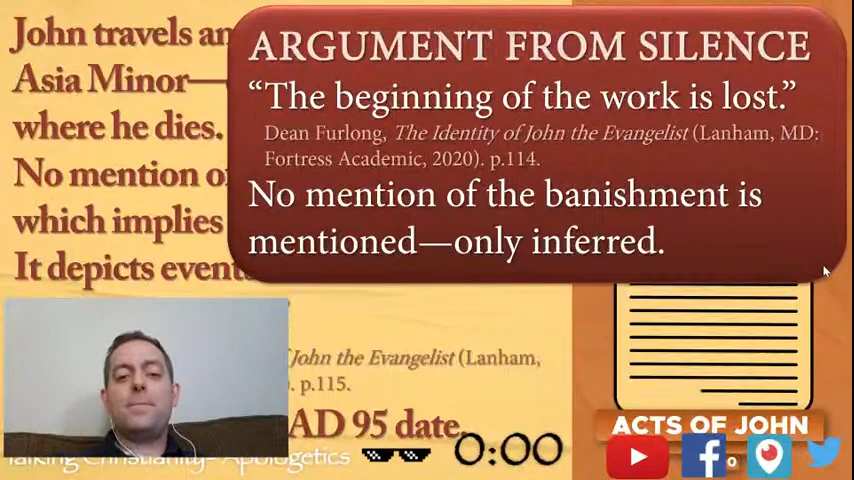 John travels an
Asia Minor—
where he dies.
No mention o
which implies
It depicts event
ARGUMENT FROM SILENCE
“The beginning of the work is lost.”
Dean Furlong, The Identity of John the Evangelist (Lanham, MD:
Fortress Academic, 2020). p.114.
No mention of the banishment is
mentioned—only inferred.
John the Evangelist (Lanham,
). p.115.
AD 95 date.
ACTS OF JOHN
Talking Christianity- Apologetics
0:00